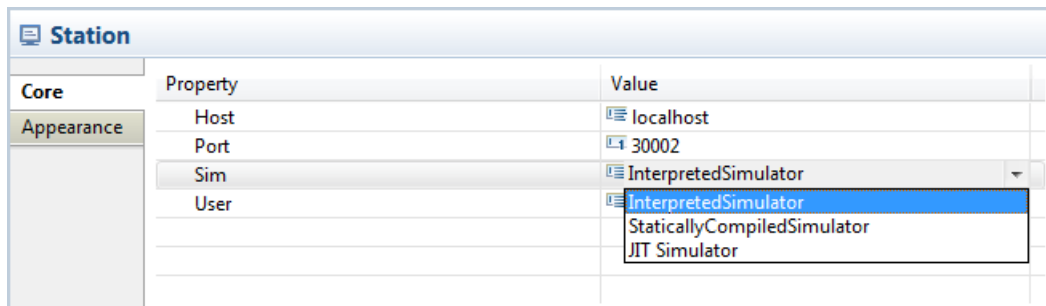 Station
Core
Appearance
Property Value
Host localhost
Port 30002
Sim InterpretedSimulator
User InterpretedSimulator
StaticallyCompiledSimulator
JIT Simulator